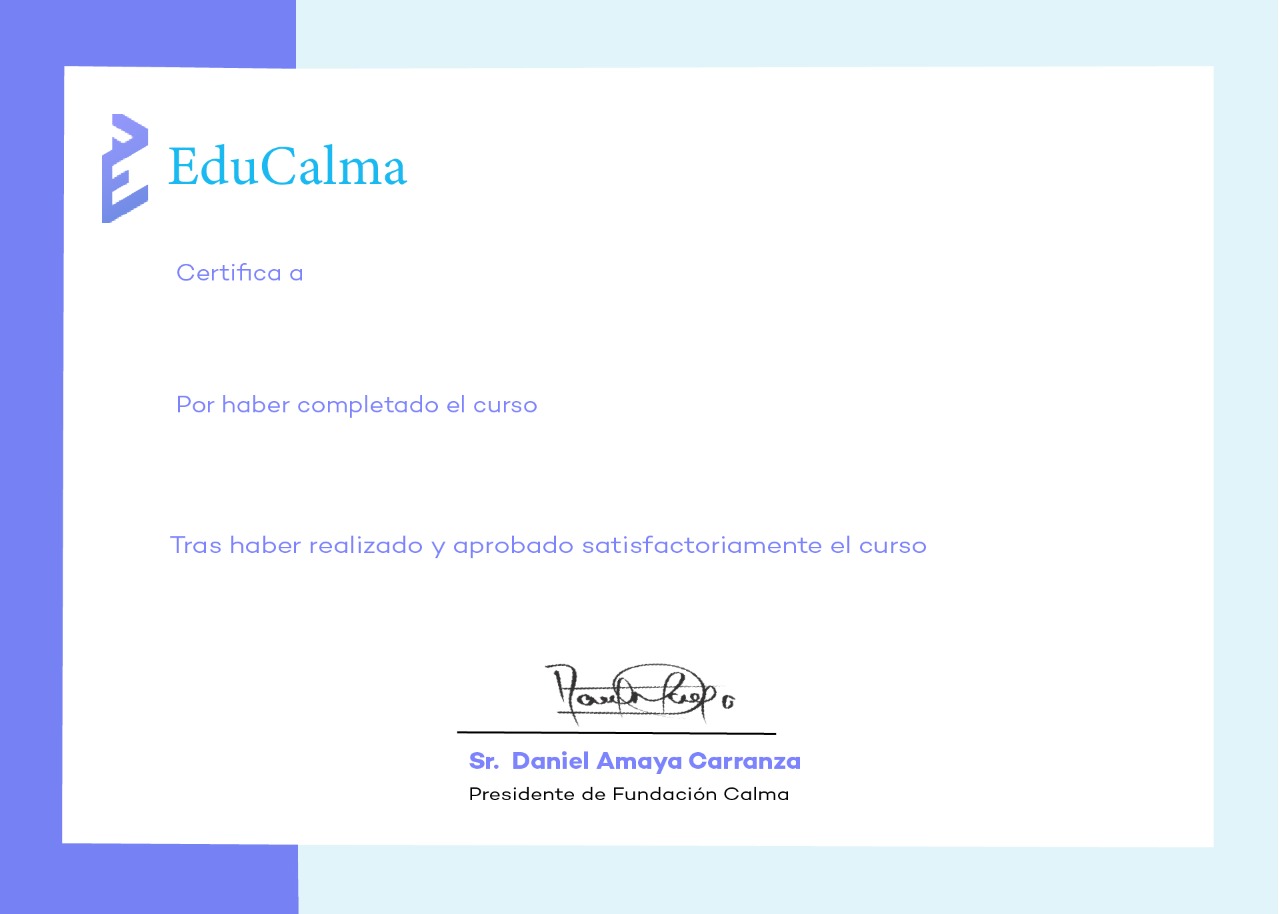 EduCalma
Certifica a
Por haber completado el curso
Tras haber realizado y aprobado satisfactoriamente el curso
Sr. Daniel Amaya Carranza
Presidente de Fundación Calma